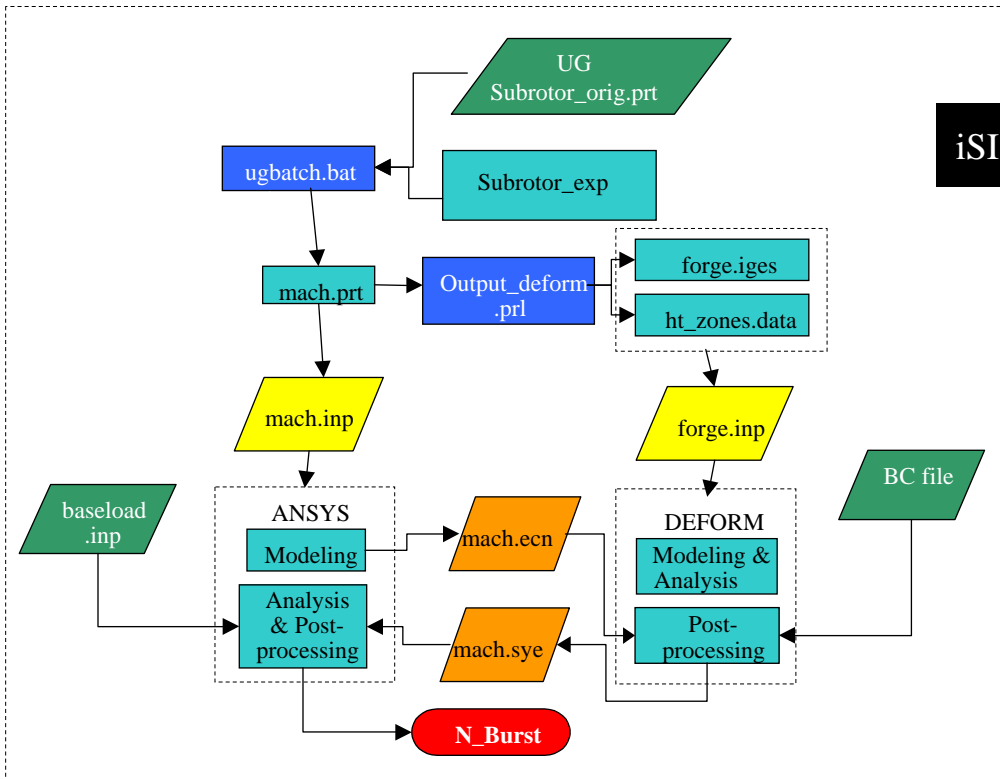 UG
Subrotor_orig.prt
iSI
ugbatch.bat
Subrotor_exp
mach.prt
Output_deform
.prl
forge.iges
ht_zones.data
mach.inp
forge.inp
baseload
.inp
ANSYS
Modeling
Analysis
& Post-
processing
mach.ecn
mach.sye
DEFORM
Modeling &
Analysis
Post-
processing
BC file
N_Burst